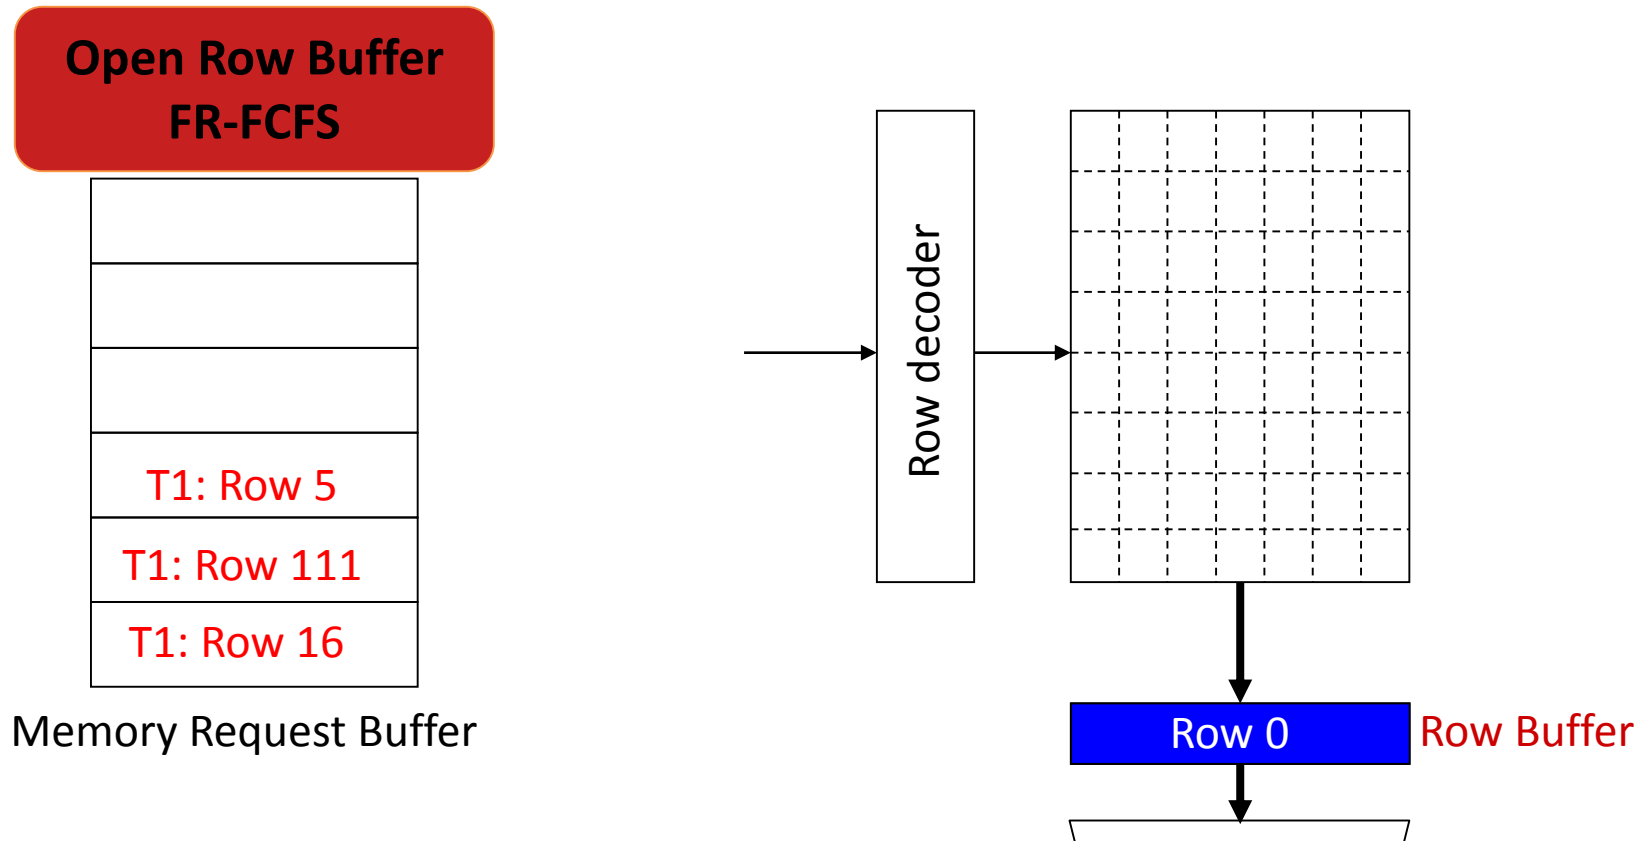 Open Row Buffer
FR-FCFS
Row decoder
T1: Row 5
T1: Row 111
T1: Row 16
Memory Request Buffer
Row 0
Row Buffer